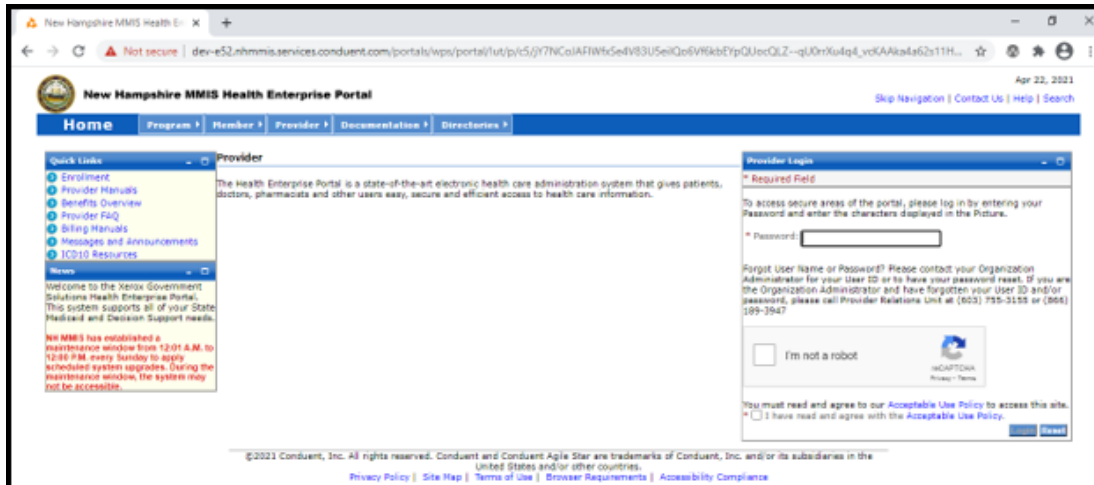 New Hampshire MMIS Health En
Not secure | dev-e52.nhmmis.services.conduent.com/portals/wps/portal/!ut/p/c5/
Apr 22, 2021
New Hampshire MMIS Health Enterprise Portal
Skip Navigation | Contact Us | Help | Search
Home Program Member Provider Documentation Directories
Quick Links
Enrollment
Provider Manuals
Benefits Overview
Provider FAQ
Billing Manuals
Messages and Announcements
ICD10 Resources
News
Welcome to the Xerox Government
Solutions Health Enterprise Portal.
This system supports all of your State
Medicaid and Decision Support needs.
NH MMIS has established a
maintenance window from 12:01 A.M. to
12:00 P.M. every Sunday to apply
scheduled system upgrades. During the
maintenance window, the system may
not be accessible.
Provider
The Health Enterprise Portal is a state-of-the-art electronic health care administration system that gives patients,
doctors, pharmacists and other users easy, secure and efficient access to health care information.
Provider Login
* Required Field
To access secure areas of the portal, please log in by entering your
Password and enter the characters displayed in the Picture.
* Password:
Forgot User Name or Password? Please contact your Organization
Administrator for your User ID or to have your password reset. If you are
the Organization Administrator and have forgotten your User ID and/or
password, please call Provider Relations Unit at (603) 755-3155 or (866)
189-3947
I'm not a robot
reCAPTCHA
Privacy - Terms
You must read and agree to our Acceptable Use Policy to access this site.
* I have read and agree with the Acceptable Use Policy.
Login Reset
©2021 Conduent, Inc. All rights reserved. Conduent and Conduent Agile Star are trademarks of Conduent, Inc. and/or its subsidiaries in the
United States and/or other countries.
Privacy Policy | Site Map | Terms of Use | Browser Requirements | Accessibility Compliance